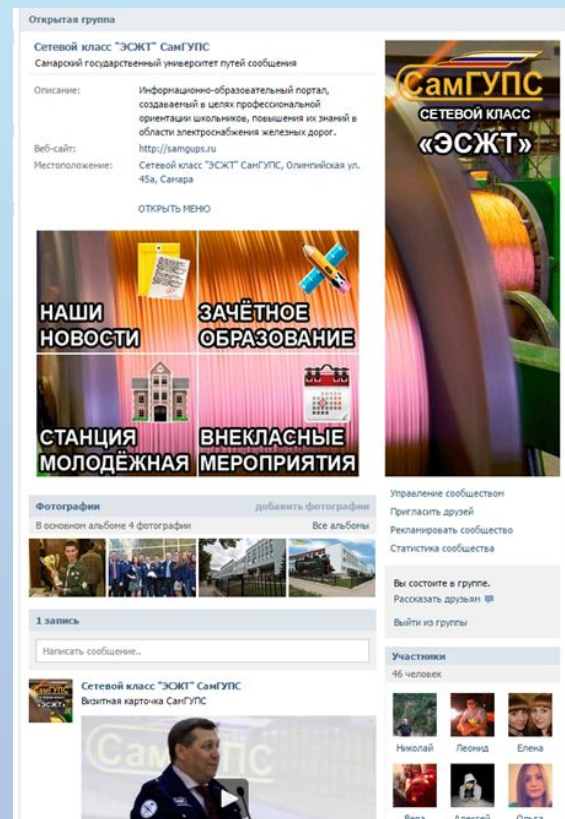 Открытая группа
Сетевой класс "ЭСЖТ" СамГУПС
Самарский государственный университет путей сообщения
Описание:
Информационно-образовательный портал,
создаваемый в целях профессиональной
ориентации школьников, повышения их знаний в
области электроснабжения железных дорог.
Веб-сайт:
http://samgups.ru
Местоположение:
Сетевой класс "ЭСЖТ" СамГУПС, Олимпийская ул.
45а, Самара
ОТКРЫТЬ МЕНЮ
НАШИ
НОВОСТИ
ЗАЧЁТНОЕ
ОБРАЗОВАНИЕ
СТАНЦИЯ
МОЛОДЁЖНАЯ
ВНЕКЛАСНЫЕ
МЕРОПРИЯТИЯ
Фотографии
добавить фотографии
В основном альбоме 4 фотографии
Все альбомы
1 запись
Написать сообщение..
СамГУПС
Сетевой класс "ЭСЖТ" СамГУПС
Визитная карточка СамГУПС
СамГУПС
СЕТЕВОЙ КЛАСС
«ЭСЖТ»
Управление сообществом
Пригласить друзей
Рекламировать сообщество
Статистика сообщества
Вы состоите в группе.
Рассказать друзьям
Выйти из группы
Участники
46 человек
Николай
Леонид
Елена
Вера
Алексей
Ольга